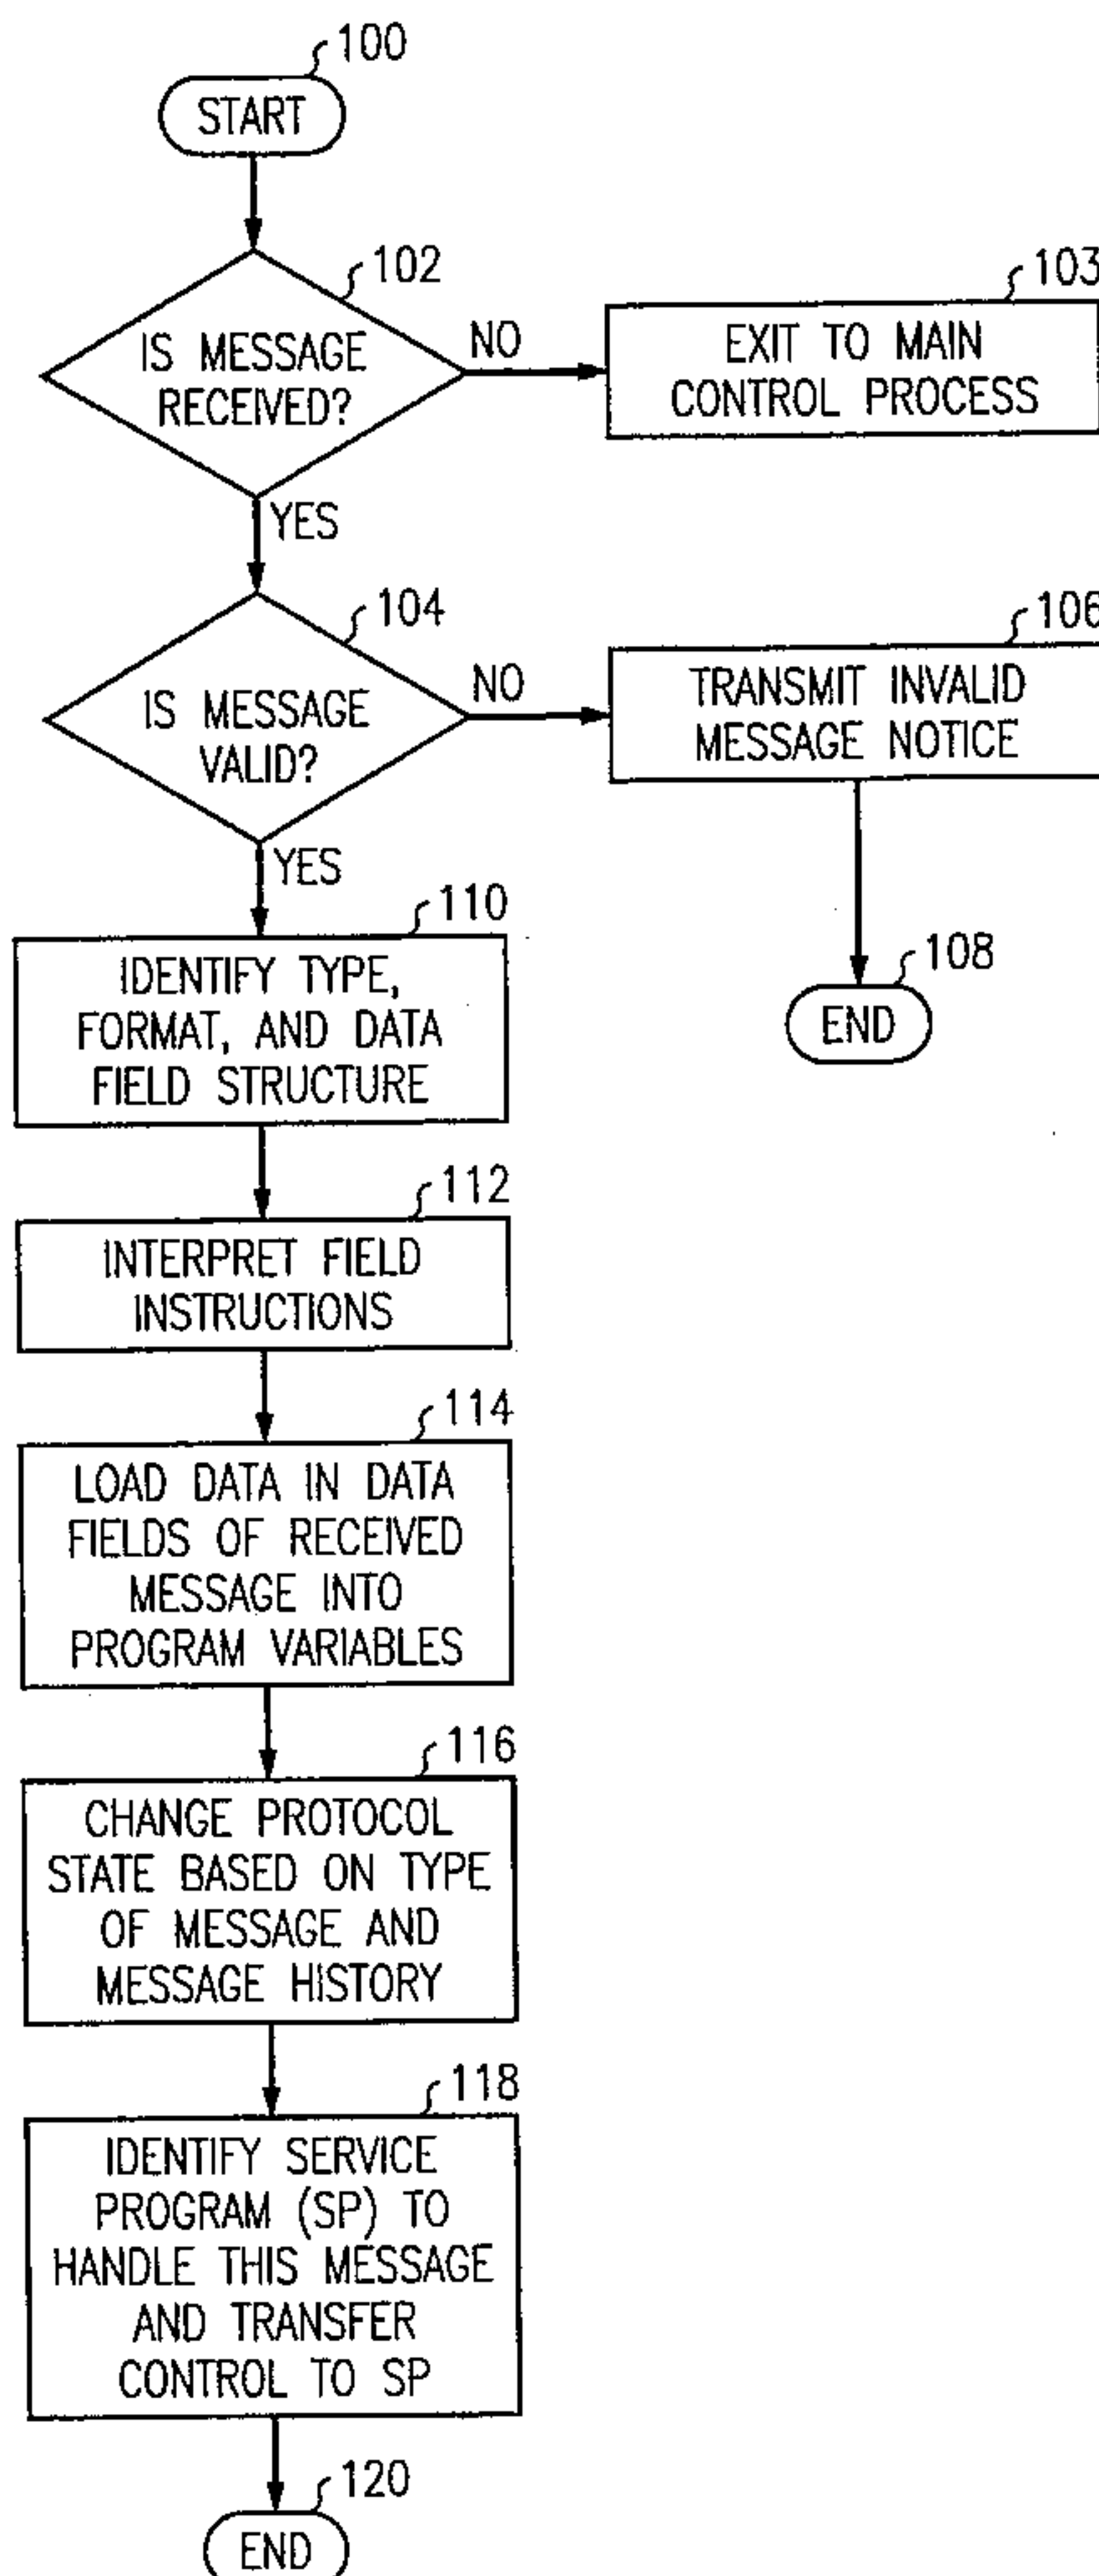 100
START
102
IS MESSAGE
RECEIVED?
NO
103
EXIT TO MAIN
CONTROL PROCESS
YES
104
IS MESSAGE
VALID?
NO
106
TRANSMIT INVALID
MESSAGE NOTICE
108
END
YES
110
IDENTIFY TYPE,
FORMAT, AND DATA
FIELD STRUCTURE
112
INTERPRET FIELD
INSTRUCTIONS
114
LOAD DATA IN DATA
FIELDS OF RECEIVED
MESSAGE INTO
PROGRAM VARIABLES
116
CHANGE PROTOCOL
STATE BASED ON TYPE
OF MESSAGE AND
MESSAGE HISTORY
118
IDENTIFY SERVICE
PROGRAM (SP) TO
HANDLE THIS MESSAGE
AND TRANSFER
CONTROL TO SP
120
END